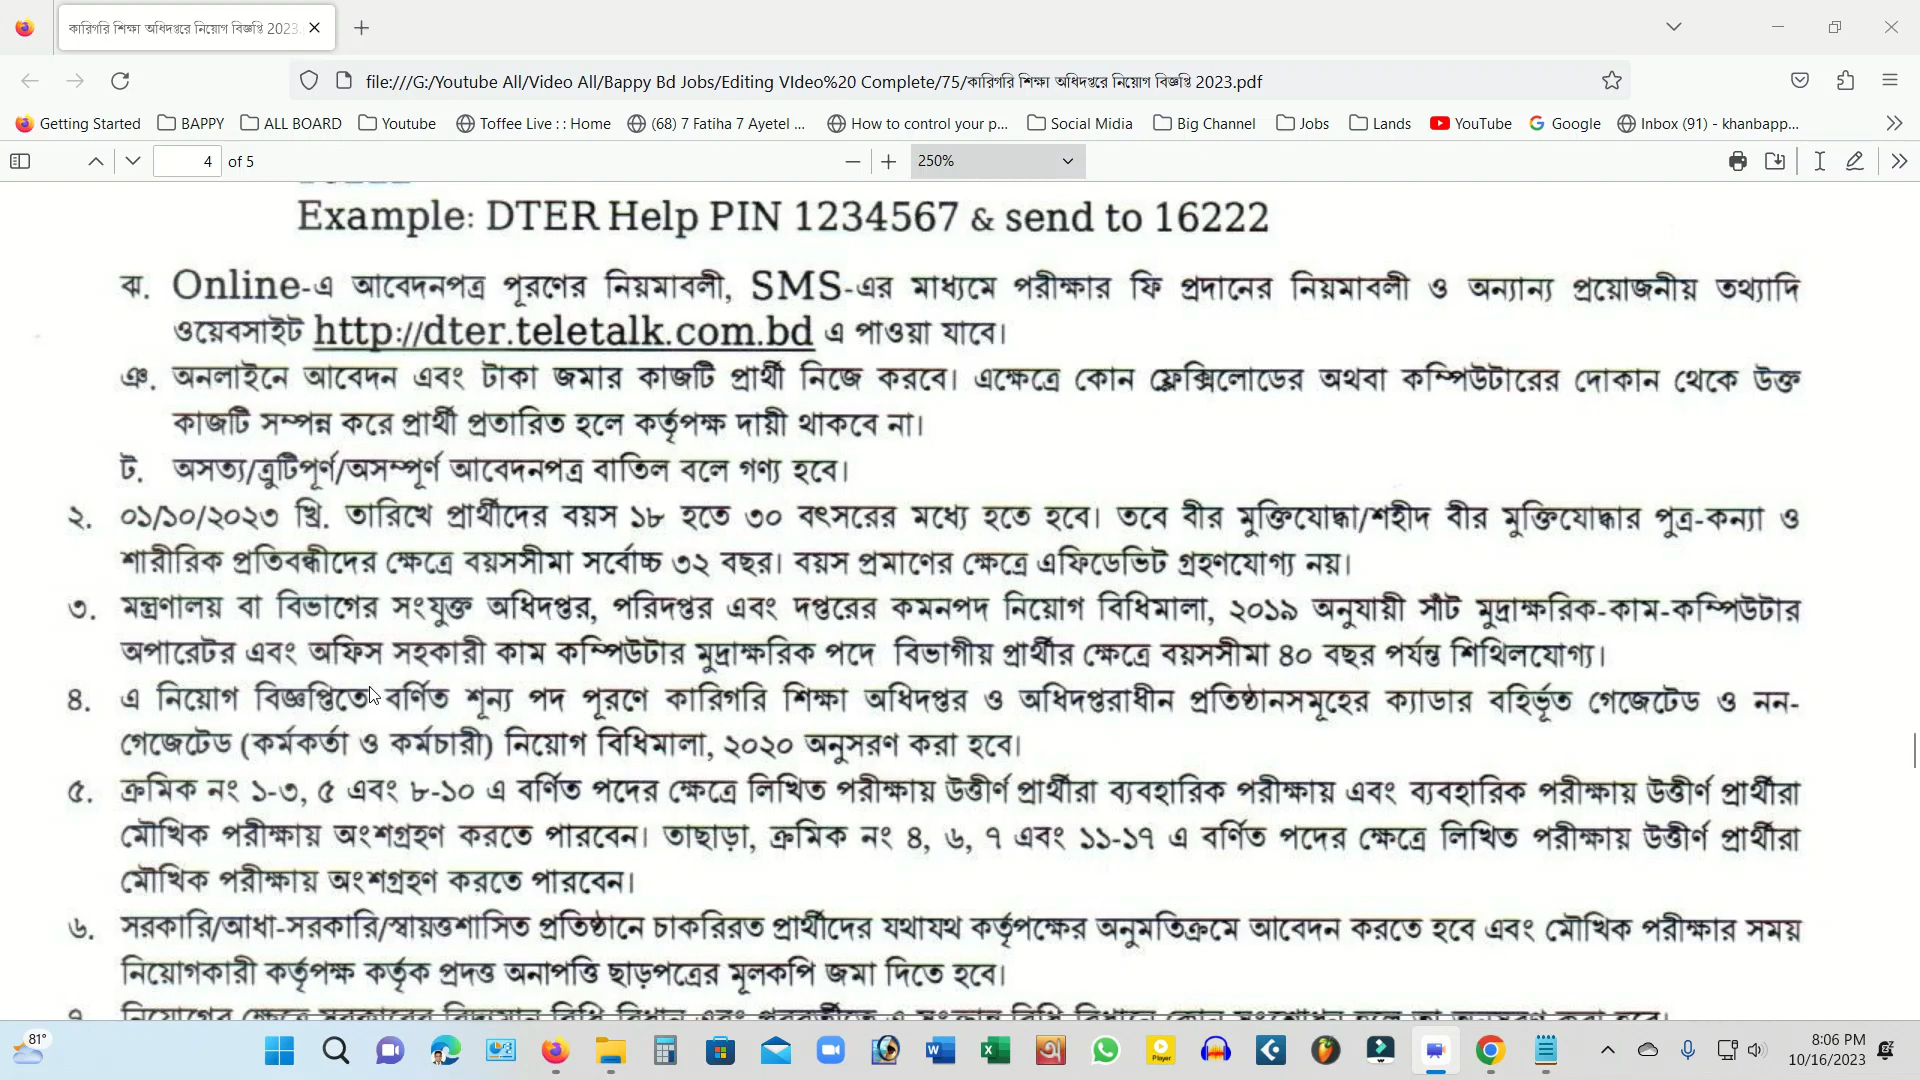 কারিগরি শিক্ষা অধিদপ্তরে নিয়োগ বিজ্ঞপ্তি 2023.
file:///G:/Youtube All/Video All/Bappy Bd Jobs/Editing VIdeo%20 Complete/75/কারিগরি শিক্ষা অধিদপ্তরে নিয়োগ বিজ্ঞপ্তি 2023.pdf
Getting Started BAPPY ALL BOARD Youtube Toffee Live : : Home (68) 7 Fatiha 7 Ayetel ... How to control your p... Social Midia Big Channel Jobs Lands YouTube Google Inbox (91) - khanbapp...
4 of 5 250%
Example: DTER Help PIN 1234567 & send to 16222
ঝ. Online-এ আবেদনপত্র পূরণের নিয়মাবলী, SMS-এর মাধ্যমে পরীক্ষার ফি প্রদানের নিয়মাবলী ও অন্যান্য প্রয়োজনীয় তথ্যাদি
ওয়েবসাইট http://dter.teletalk.com.bd এ পাওয়া যাবে।
ঞ. অনলাইনে আবেদন এবং টাকা জমার কাজটি প্রার্থী নিজে করবে। এক্ষেত্রে কোন ফ্লেক্সিলোডের অথবা কম্পিউটারের দোকান থেকে উক্ত
কাজটি সম্পন্ন করে প্রার্থী প্রতারিত হলে কর্তৃপক্ষ দায়ী থাকবে না।
ট. অসত্য/ত্রুটিপূর্ণ/অসম্পূর্ণ আবেদনপত্র বাতিল বলে গণ্য হবে।
২. ০১/১০/২০২৩ খ্রি. তারিখে প্রার্থীদের বয়স ১৮ হতে ৩০ বৎসরের মধ্যে হতে হবে। তবে বীর মুক্তিযোদ্ধা/শহীদ বীর মুক্তিযোদ্ধার পুত্র-কন্যা ও
শারীরিক প্রতিবন্ধীদের ক্ষেত্রে বয়সসীমা সর্বোচ্চ ৩২ বছর। বয়স প্রমাণের ক্ষেত্রে এফিডেভিট গ্রহণযোগ্য নয়।
৩. মন্ত্রণালয় বা বিভাগের সংযুক্ত অধিদপ্তর, পরিদপ্তর এবং দপ্তরের কমনপদ নিয়োগ বিধিমালা, ২০১৯ অনুযায়ী সাঁট মুদ্রাক্ষরিক-কাম-কম্পিউটার
অপারেটর এবং অফিস সহকারী কাম কম্পিউটার মুদ্রাক্ষরিক পদে বিভাগীয় প্রার্থীর ক্ষেত্রে বয়সসীমা ৪০ বছর পর্যন্ত শিথিলযোগ্য।
৪. এ নিয়োগ বিজ্ঞপ্তিতে বর্ণিত শূন্য পদ পূরণে কারিগরি শিক্ষা অধিদপ্তর ও অধিদপ্তরাধীন প্রতিষ্ঠানসমূহের ক্যাডার বহির্ভূত গেজেটেড ও নন-
গেজেটেড (কর্মকর্তা ও কর্মচারী) নিয়োগ বিধিমালা, ২০২০ অনুসরণ করা হবে।
৫. ক্রমিক নং ১-৩, ৫ এবং ৮-১০ এ বর্ণিত পদের ক্ষেত্রে লিখিত পরীক্ষায় উত্তীর্ণ প্রার্থীরা ব্যবহারিক পরীক্ষায় এবং ব্যবহারিক পরীক্ষায় উত্তীর্ণ প্রার্থীরা
মৌখিক পরীক্ষায় অংশগ্রহণ করতে পারবেন। তাছাড়া, ক্রমিক নং ৪, ৬, ৭ এবং ১১-১৭ এ বর্ণিত পদের ক্ষেত্রে লিখিত পরীক্ষায় উত্তীর্ণ প্রার্থীরা
মৌখিক পরীক্ষায় অংশগ্রহণ করতে পারবেন।
৬. সরকারি/আধা-সরকারি/স্বায়ত্তশাসিত প্রতিষ্ঠানে চাকরিরত প্রার্থীদের যথাযথ কর্তৃপক্ষের অনুমতিক্রমে আবেদন করতে হবে এবং মৌখিক পরীক্ষার সময়
নিয়োগকারী কর্তৃপক্ষ কর্তৃক প্রদত্ত অনাপত্তি ছাড়পত্রের মূলকপি জমা দিতে হবে।
৭. নিয়োগের ক্ষেত্রে সরকারের বিদ্যমান বিধি বিধান এবং পরবর্তীতে এ সংক্রান্ত বিধি বিধানে কোন সংশোধন হলে তা অনুসরণ করা হবে।
81°
Player
8:06 PM
10/16/2023